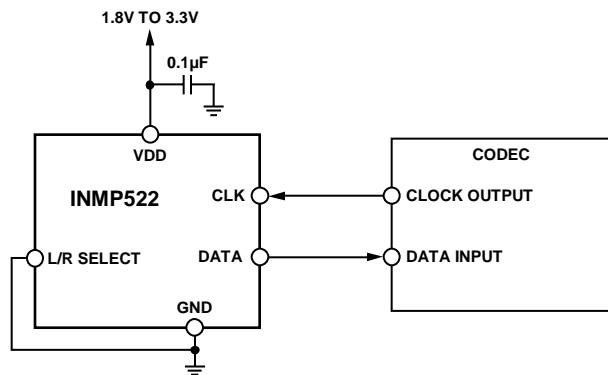 1.8V TO 3.3V
0.1µF
VDD
CODEC
INMP522
CLK
CLOCK OUTPUT
L/R SELECT
DATA
DATA INPUT
GND